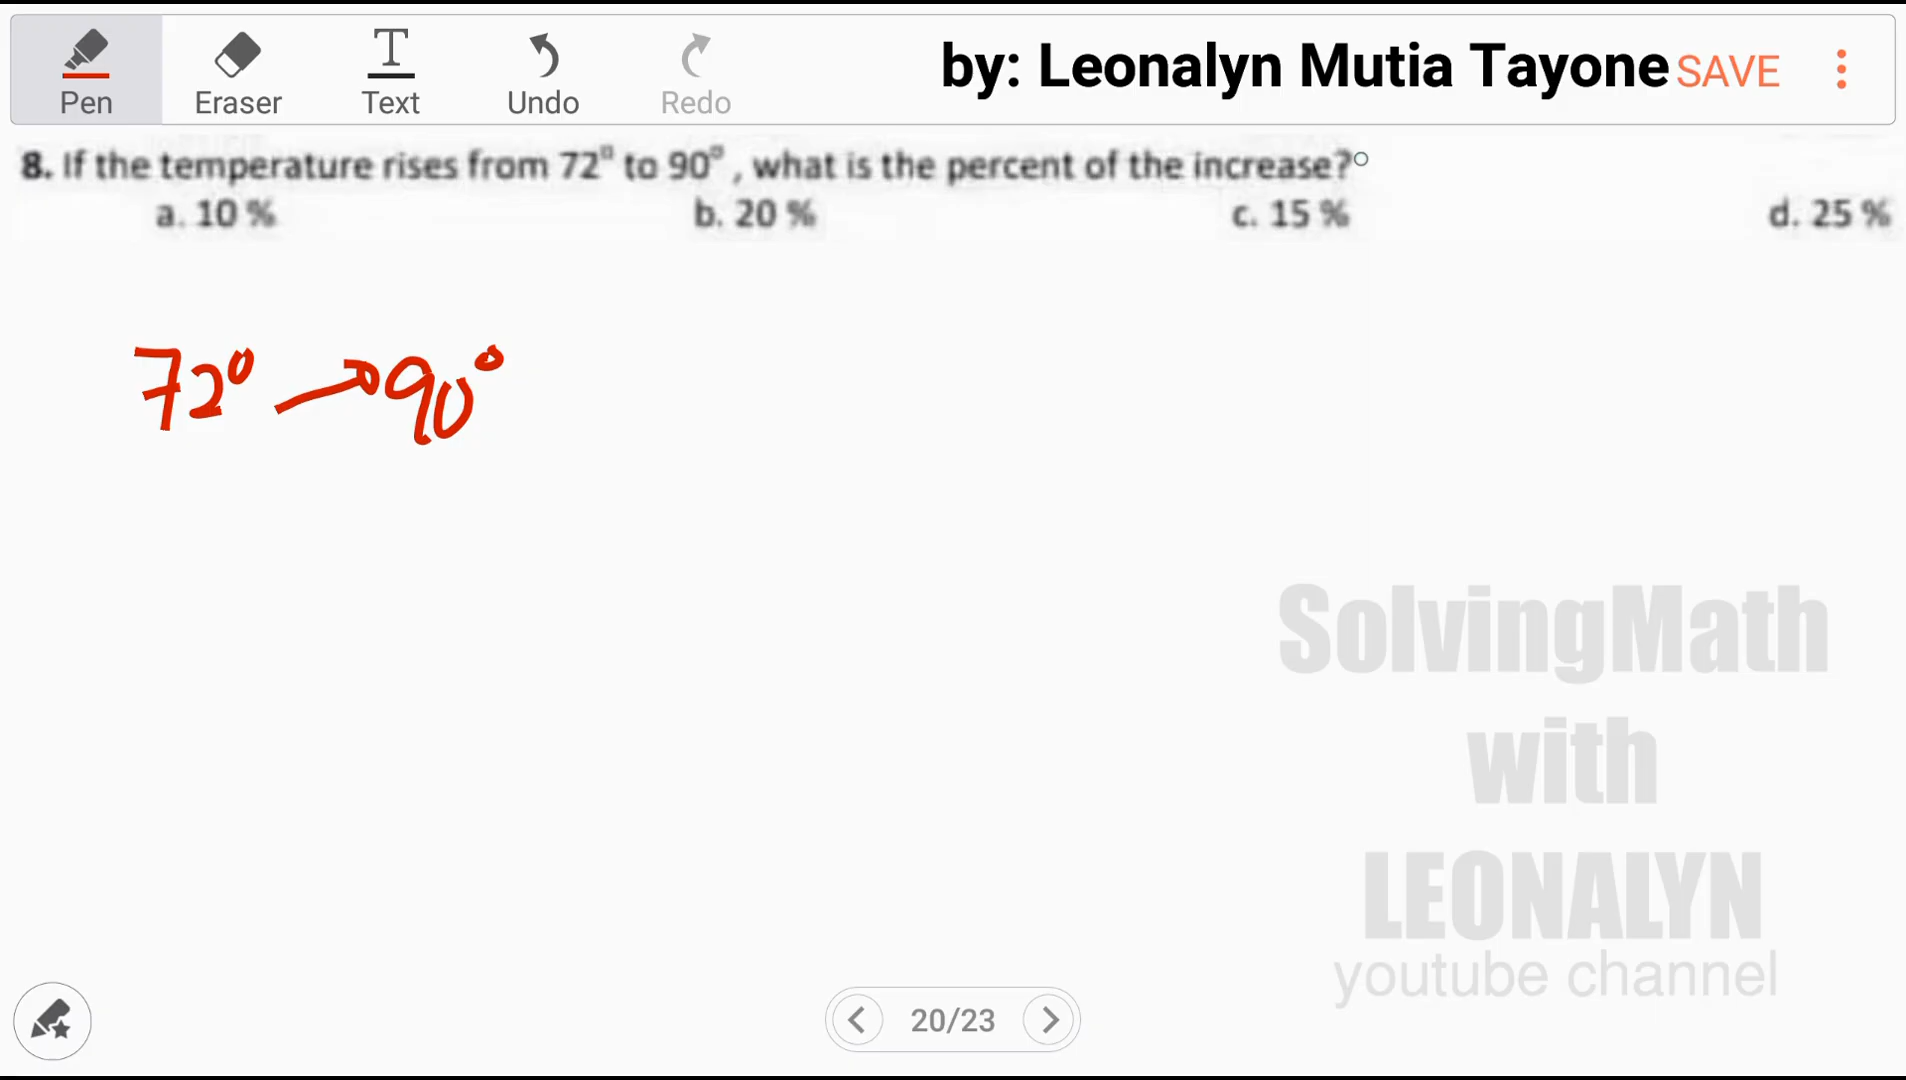 by: Leonalyn Mutia Tayone SAVE
Pen Eraser Text Undo Redo
8. If the temperature rises from 72° to 90° , what is the percent of the increase?°
a. 10 % b. 20 % c. 15 % d. 25 %
72° → 90°
SolvingMath
with
LEONALYN
youtube channel
20/23